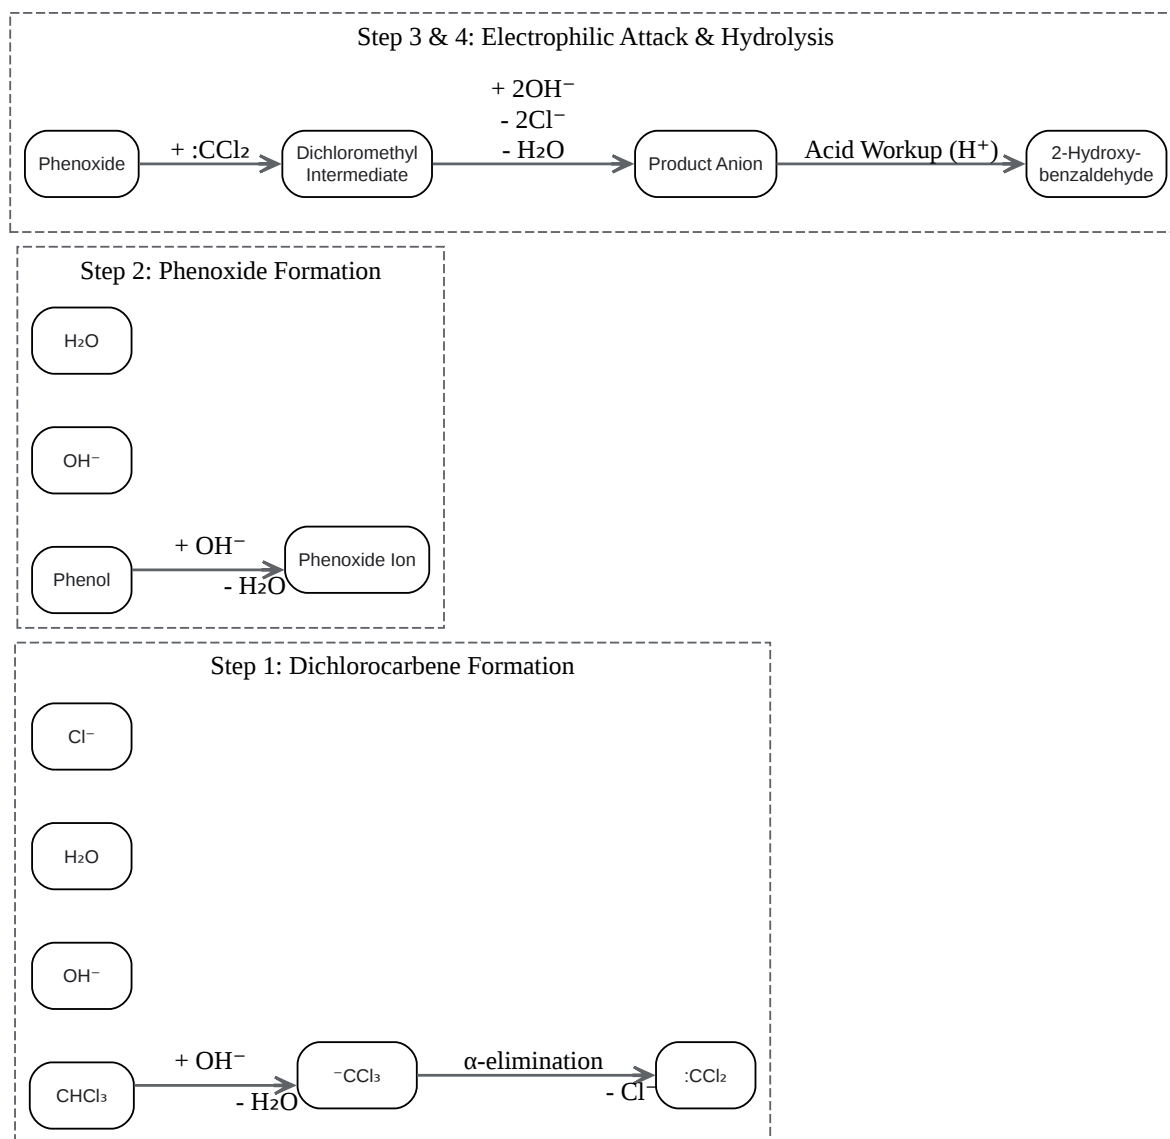 Step 3 & 4: Electrophilic Attack & Hydrolysis
+ 2OH⁻
- 2Cl⁻
- H₂O
Phenoxide
+ :CCl₂
Dichloromethyl
Intermediate
Product Anion
Acid Workup (H⁺)
2-Hydroxy-
benzaldehyde
Step 2: Phenoxide Formation
H₂O
OH⁻
Phenol
+ OH⁻
- H₂O
Phenoxide Ion
Step 1: Dichlorocarbene Formation
Cl⁻
H₂O
OH⁻
CHCl₃
+ OH⁻
- H₂O
⁻CCl₃
α-elimination
- Cl⁻
:CCl₂